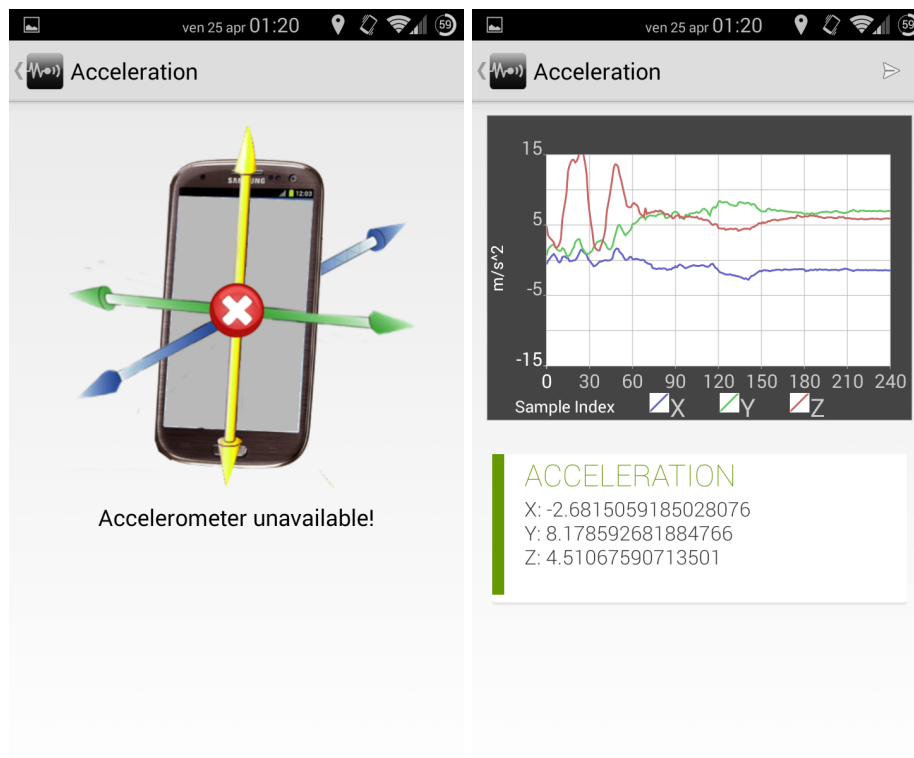 ven 25 apr 01:20
59
Acceleration
SAMSUNG
12:03
Accelerometer unavailable!
ven 25 apr 01:20
59
Acceleration
15
5
-5
-15
m/s^2
0 30 60 90 120 150 180 210 240
Sample Index X Y Z
ACCELERATION
X: -2.6815059185028076
Y: 8.178592681884766
Z: 4.51067590713501